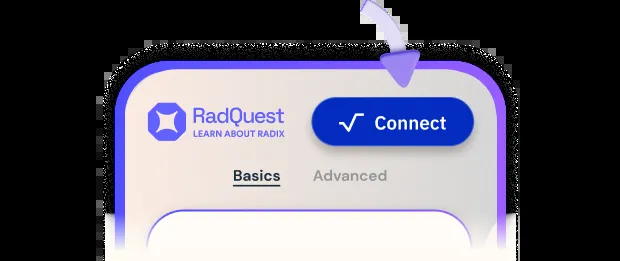 RadQuest
LEARN ABOUT RADIX
Connect
Basics
Advanced